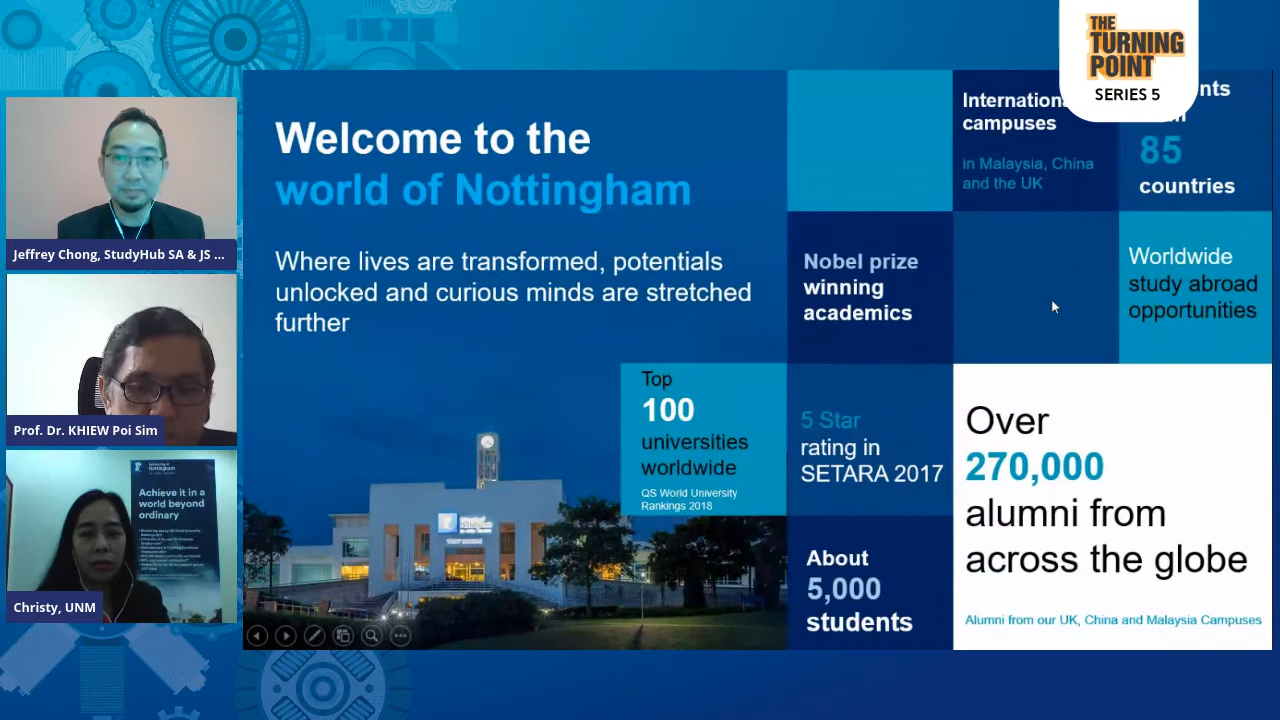 THE
TURNING
POINT
SERIES 5
Jeffrey Chong, StudyHub SA & JS ...
Prof. Dr. KHIEW Poi Sim
University of
Nottingham
Achieve it in a
world beyond
ordinary
Christy, UNM
Welcome to the
world of Nottingham
Where lives are transformed, potentials
unlocked and curious minds are stretched
further
Top
100
universities
worldwide
QS World University
Rankings 2018
campuses
in Malaysia, China
and the UK
85
countries
Nobel prize
winning
academics
Worldwide
study abroad
opportunities
5 Star
rating in
SETARA 2017
Over
270,000
alumni from
across the globe
Alumni from our UK, China and Malaysia Campuses
About
5,000
students